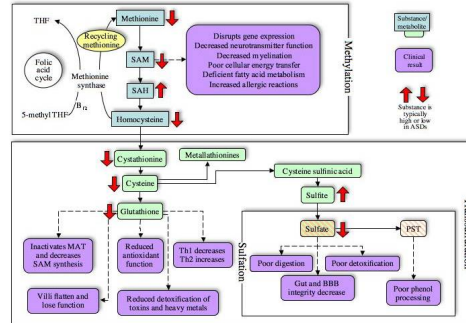 THF
Methionine
Recycling
methionine
Folic
acid
cycle
Methionine
synthase
SAM
SAH
B12
5-methyl THF
Homocysteine
Disrupts gene expression
Decreased neurotransmitter function
Decreased myelination
Poor cellular energy transfer
Deficient fatty acid metabolism
Increased allergic reactions
Methylation
Substance/
metabolite
Clinical
result
Substance is
typically
high or low
in ASDs
Cystathionine
Metallathionines
Cysteine
Cysteine sulfinic acid
Glutathione
Sulfite
Sulfate
PST
Inactivates MAT
and decreases
SAM synthesis
Reduced
antioxidant
function
Th1 decreases
Th2 increases
Villi flatten and
lose function
Reduced detoxification of
toxins and heavy metals
Sulfation
Poor digestion
Poor detoxification
Gut and BBB
integrity decrease
Poor phenol
processing